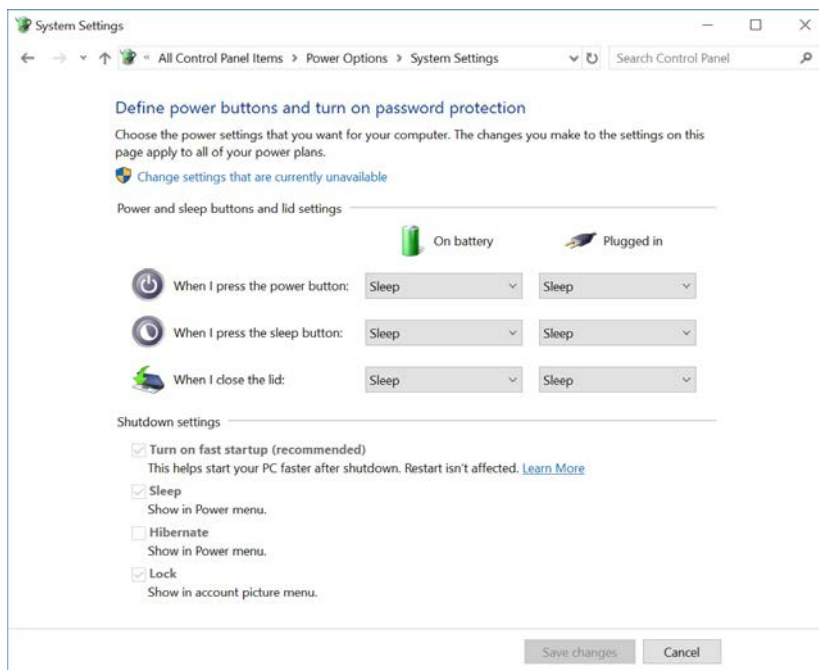 System Settings
« All Control Panel Items > Power Options > System Settings Search Control Panel
Define power buttons and turn on password protection
Choose the power settings that you want for your computer. The changes you make to the settings on this
page apply to all of your power plans.
Change settings that are currently unavailable
Power and sleep buttons and lid settings
On battery Plugged in
When I press the power button: Sleep Sleep
When I press the sleep button: Sleep Sleep
When I close the lid: Sleep Sleep
Shutdown settings
Turn on fast startup (recommended)
This helps start your PC faster after shutdown. Restart isn't affected. Learn More
Sleep
Show in Power menu.
Hibernate
Show in Power menu.
Lock
Show in account picture menu.
Save changes Cancel